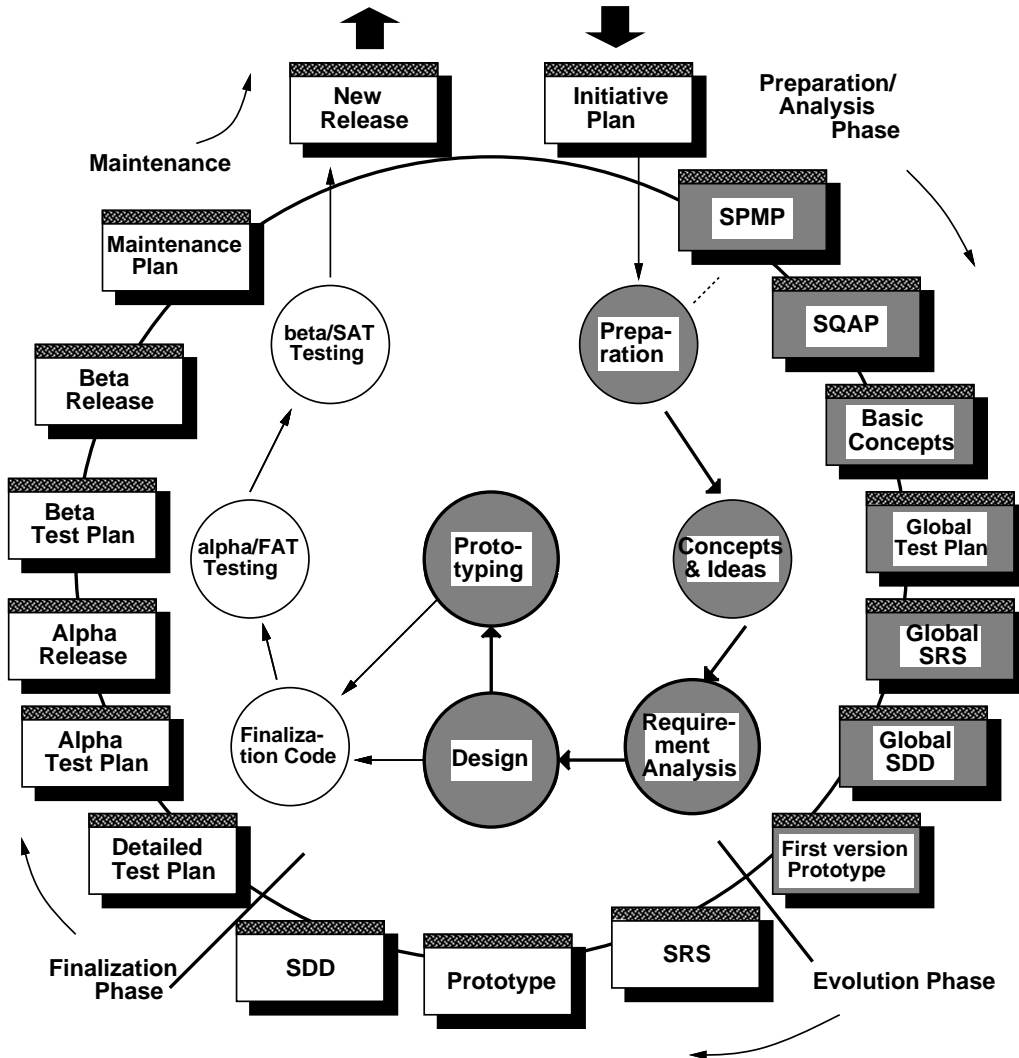 New
Release
Initiative
Plan
Preparation/
Analysis
Phase
Maintenance
SPMP
Maintenance
Plan
SQAP
beta/SAT
Testing
Prepa-
ration
Beta
Release
Basic
Concepts
Beta
Test Plan
alpha/FAT
Testing
Proto-
typing
Concepts
& Ideas
Global
Test Plan
Alpha
Release
Global
SRS
Alpha
Test Plan
Finaliza-
tion Code
Design
Require-
ment
Analysis
Global
SDD
Detailed
Test Plan
First version
Prototype
Finalization
Phase
SDD
Prototype
SRS
Evolution Phase